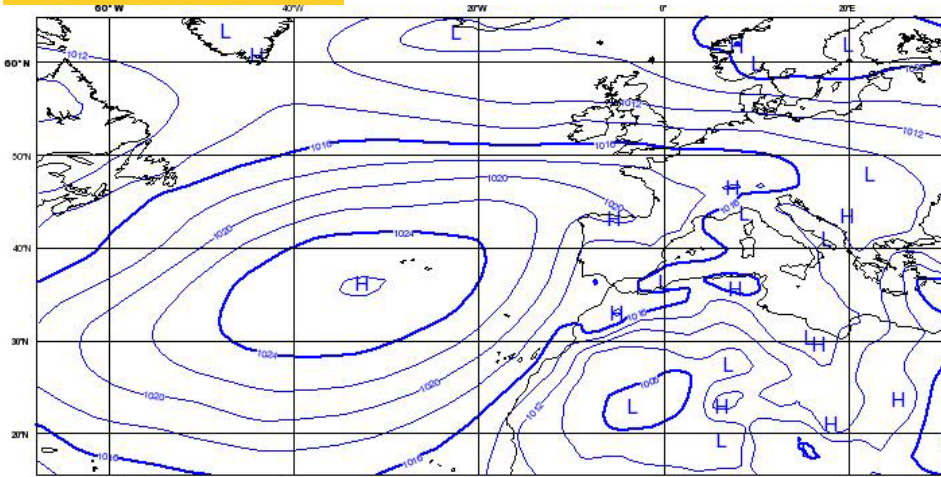 60°W 40°W 20°W 0° 20°E
L H L H L L
1012 60°N 1008
1012 1012
1016 50°N 1016
1020 H L
1020 1020 H 1016 L H
1024 40°N L
H L H
H 1016 L H
1024 30°N
1020 L
1020 1012 1008 L H H
1016 20°N 1016 L H